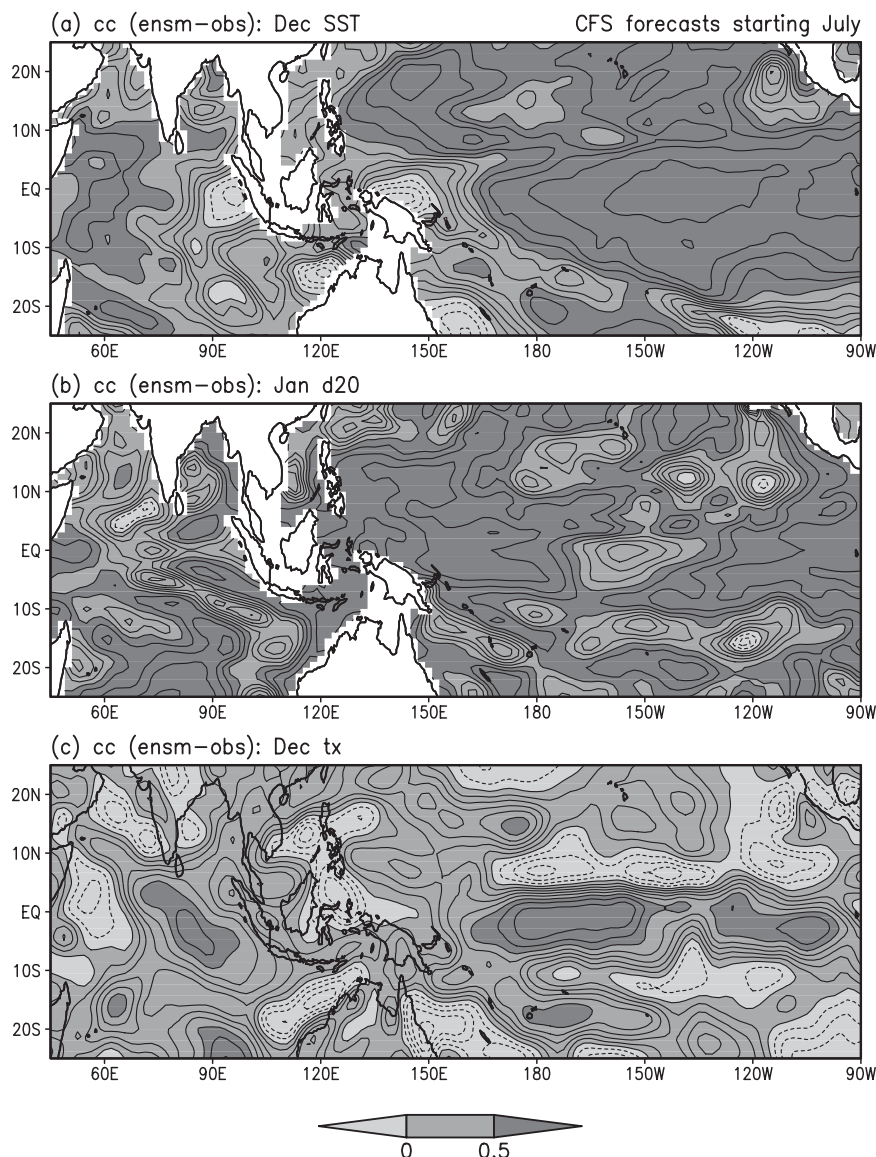 (a) cc (ensm-obs): Dec SST CFS forecasts starting July
20N
10N
EQ
10S
20S
60E 90E 120E 150E 180 150W 120W 90W
(b) cc (ensm-obs): Jan d20
20N
10N
EQ
10S
20S
60E 90E 120E 150E 180 150W 120W 90W
(c) cc (ensm-obs): Dec tx
20N
10N
EQ
10S
20S
60E 90E 120E 150E 180 150W 120W 90W
0 0.5